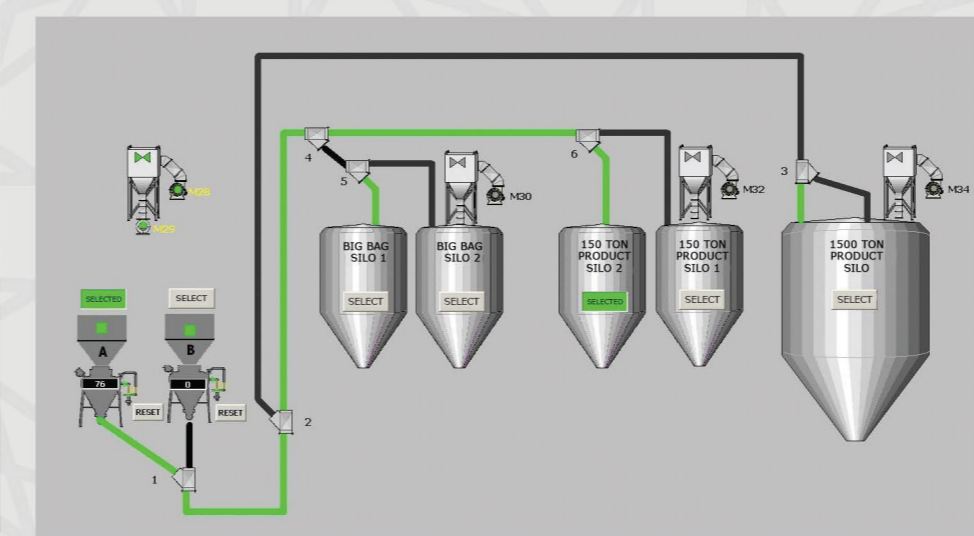 3
4
6
5
M28
M29
M30
M32
M34
BIG BAG
SILO 1
BIG BAG
SILO 2
150 TON
PRODUCT
SILO 2
150 TON
PRODUCT
SILO 1
1500 TON
PRODUCT
SILO
SELECTED
SELECT
SELECT
SELECT
SELECTED
SELECT
SELECT
A
B
76
0
RESET
RESET
2
1